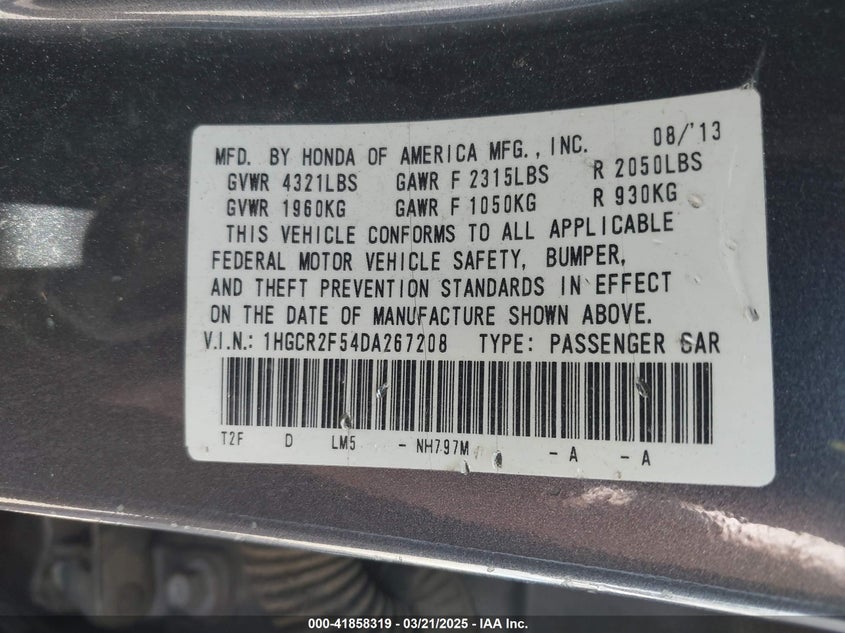 MFD. BY HONDA OF AMERICA MFG., INC. 08/'13
GVWR 4321LBS GAWR F 2315LBS R 2050LBS
GVWR 1960KG GAWR F 1050KG R 930KG
THIS VEHICLE CONFORMS TO ALL APPLICABLE
FEDERAL MOTOR VEHICLE SAFETY, BUMPER,
AND THEFT PREVENTION STANDARDS IN EFFECT
ON THE DATE OF MANUFACTURE SHOWN ABOVE.
V.I.N.: 1HGCR2F54DA267208 TYPE: PASSENGER CAR
T2F D LM5 - NH797M - A - A
000-41858319 / 03/21/2025 / IAA Inc.